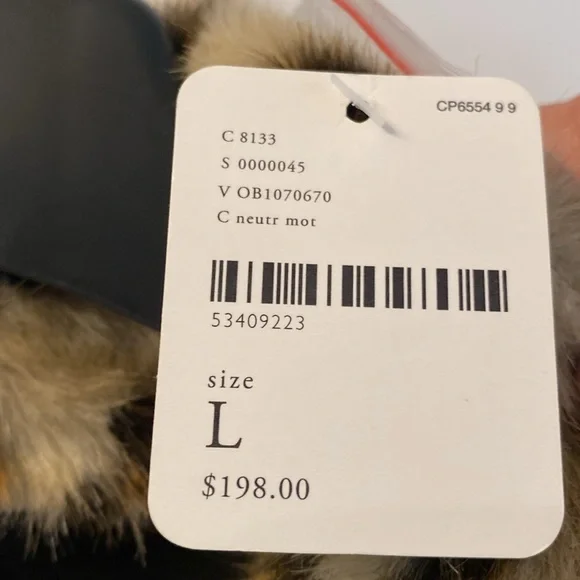 CP6554 9 9
C 8133
S 0000045
V OB1070670
C neutr mot
53409223
size
L
$198.00